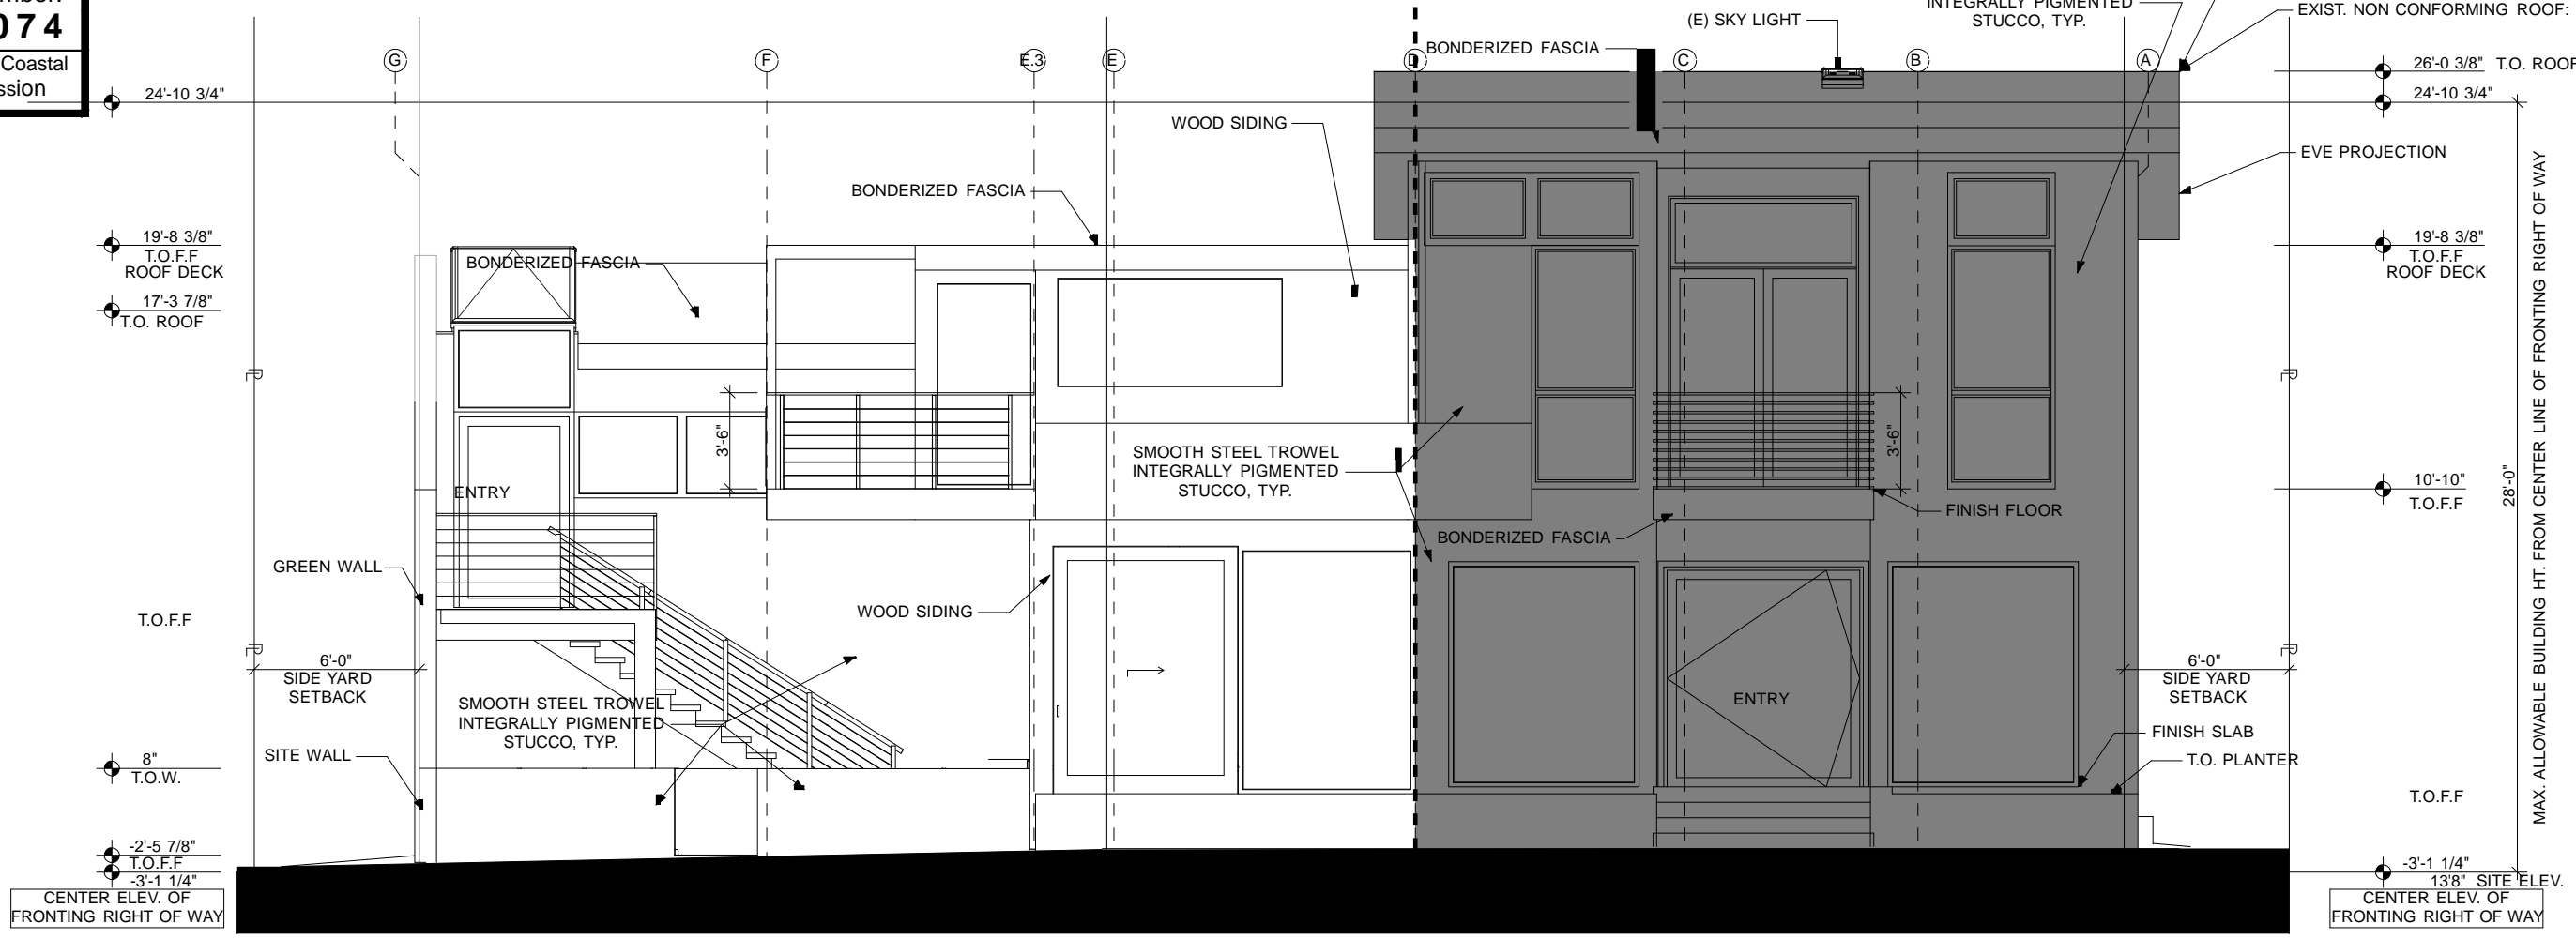 074
Coastal
24'-10 3/4"
19'-8 3/8"
T.O.F.F
ROOF DECK
17'-3 7/8"
T.O. ROOF
T.O.F.F
6'-0"
SIDE YARD
SETBACK
8"
T.O.W.
-2'-5 7/8"
T.O.F.F
-3'-1 1/4"
CENTER ELEV. OF
FRONTING RIGHT OF WAY
G
F
E.3
E
D
C
B
A
PL
PL
GREEN WALL
SITE WALL
BONDERIZED FASCIA
ENTRY
3'-6"
SMOOTH STEEL TROWEL
INTEGRALLY PIGMENTED
STUCCO, TYP.
BONDERIZED FASCIA
WOOD SIDING
WOOD SIDING
SMOOTH STEEL TROWEL
INTEGRALLY PIGMENTED
STUCCO, TYP.
BONDERIZED FASCIA
(E) SKY LIGHT
INTEGRALLY PIGMENTED
STUCCO, TYP.
EXIST. NON CONFORMING ROOF:
EVE PROJECTION
BONDERIZED FASCIA
3'-6"
FINISH FLOOR
ENTRY
FINISH SLAB
T.O. PLANTER
PL
PL
6'-0"
SIDE YARD
SETBACK
26'-0 3/8" T.O. ROOF
24'-10 3/4"
19'-8 3/8"
T.O.F.F
ROOF DECK
10'-10"
T.O.F.F
T.O.F.F
-3'-1 1/4"
13'8" SITE ELEV.
CENTER ELEV. OF
FRONTING RIGHT OF WAY
28'-0"
MAX. ALLOWABLE BUILDING HT. FROM CENTER LINE OF FRONTING RIGHT OF WAY